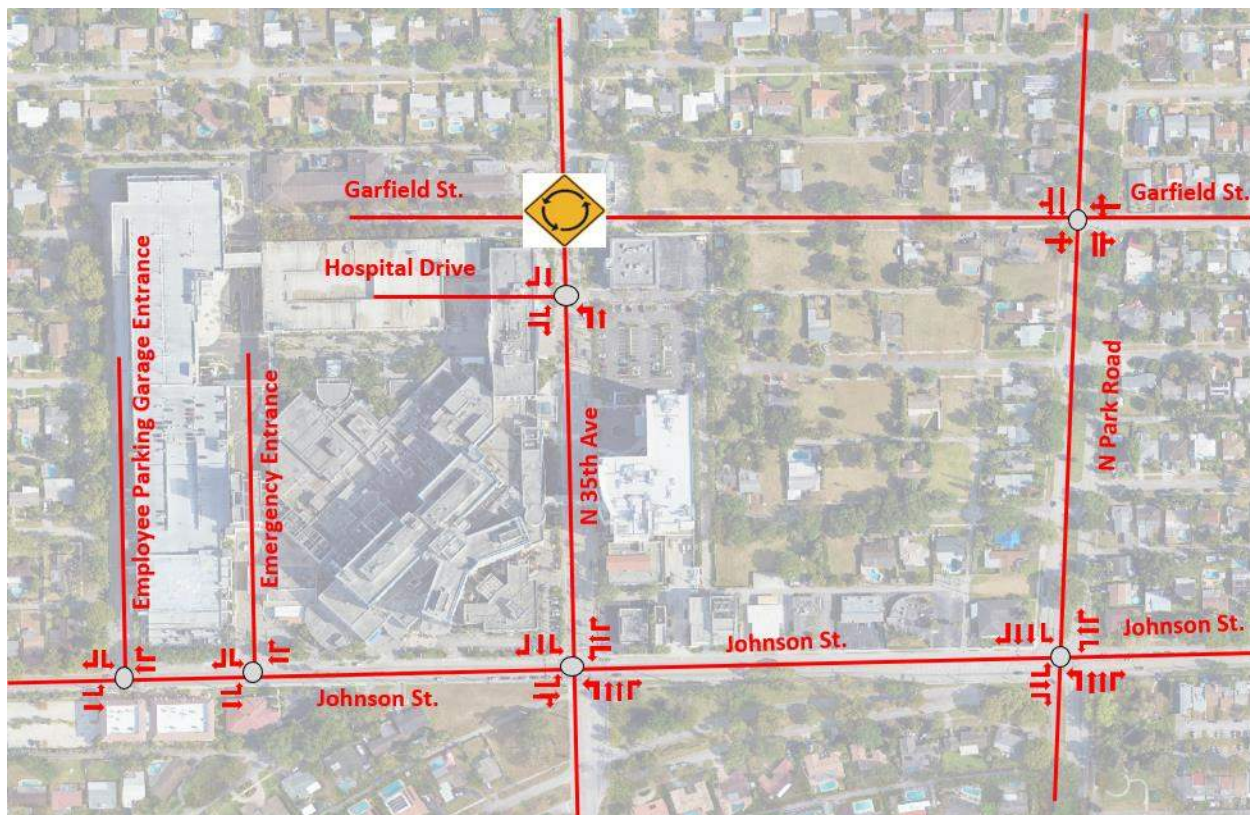 Garfield St.
Garfield St.
Hospital Drive
Employee Parking Garage Entrance
Emergency Entrance
N 35th Ave
N Park Road
Johnson St.
Johnson St.
Johnson St.